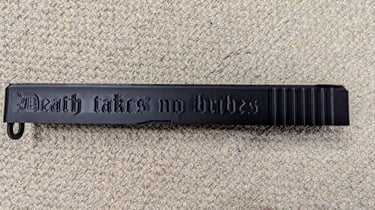 Death takes no bribes